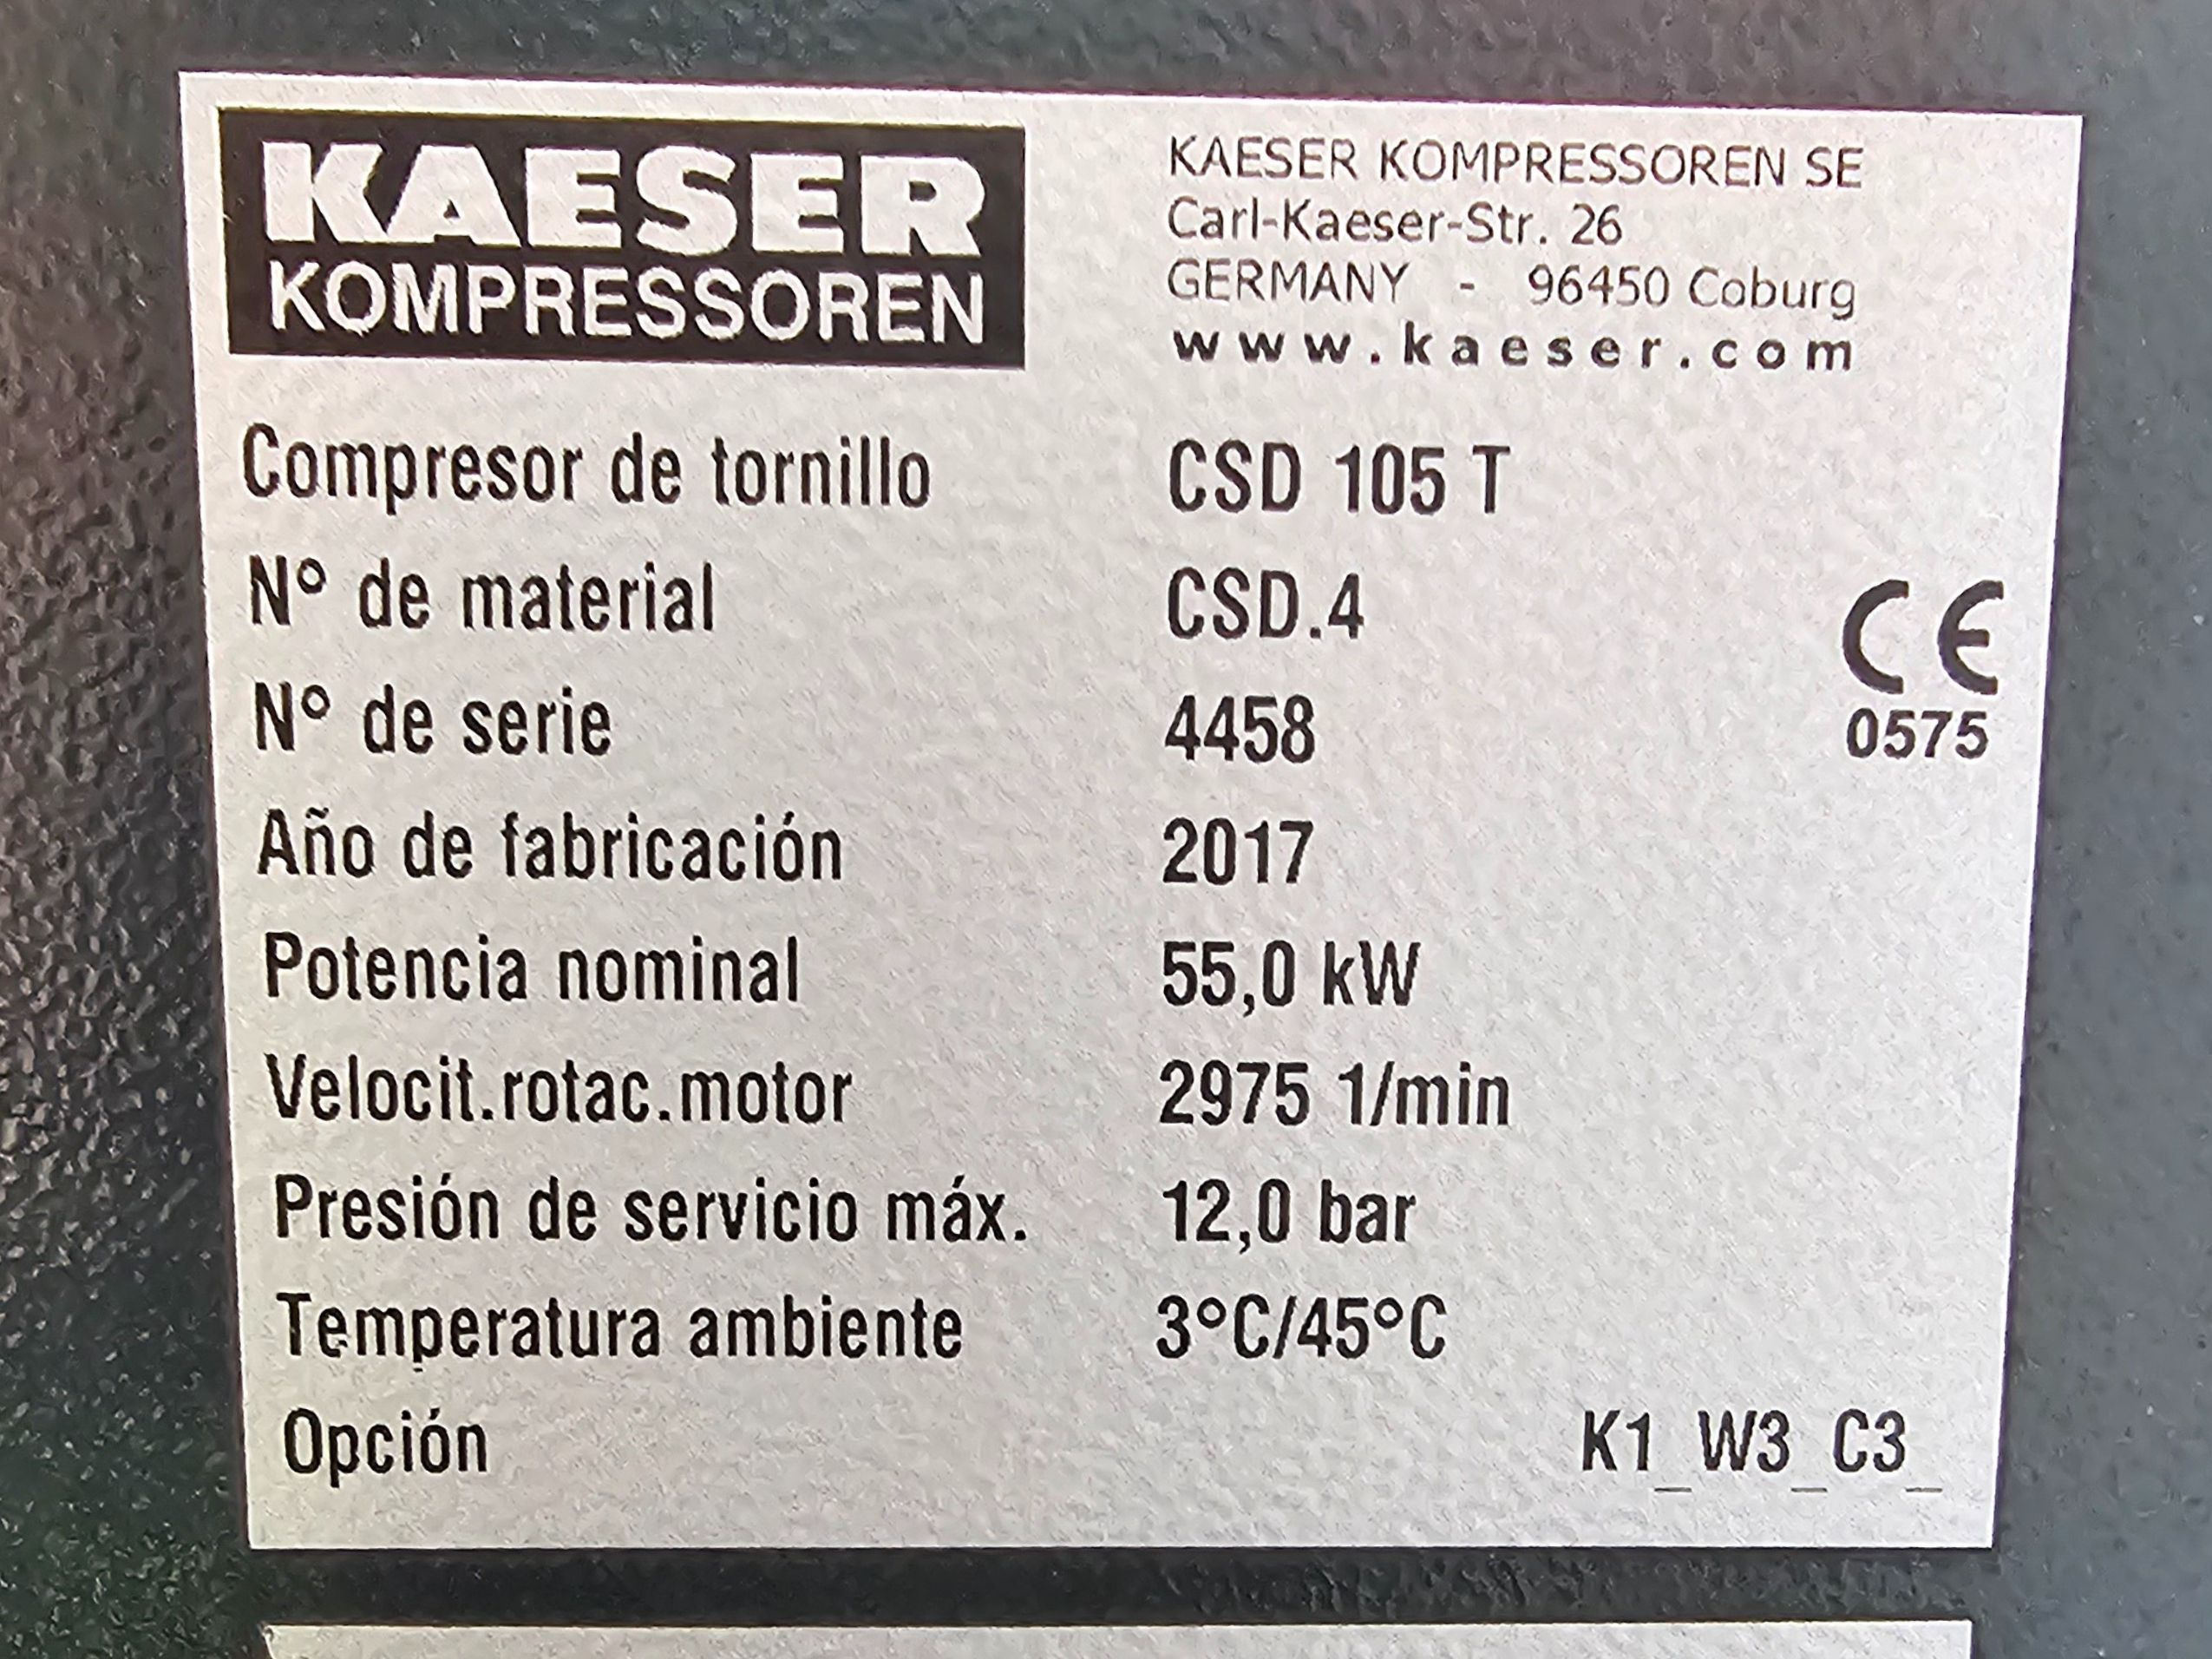 KAESER
KOMPRESSOREN
KAESER KOMPRESSOREN SE
Carl-Kaeser-Str. 26
GERMANY - 96450 Coburg
www.kaeser.com
Compresor de tornillo CSD 105 T
Nº de material CSD.4
Nº de serie 4458
CE
0575
Año de fabricación 2017
Potencia nominal 55,0 kW
Velocit.rotac.motor 2975 1/min
Presión de servicio máx. 12,0 bar
Temperatura ambiente 3°C/45°C
Opción K1_W3_C3_